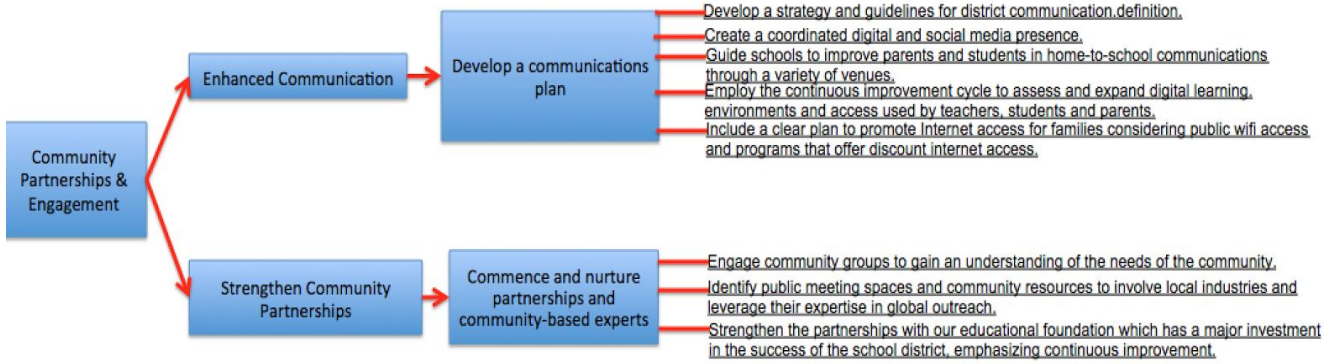 Community
Partnerships &
Engagement
Enhanced Communication
Develop a communications
plan
Develop a strategy and guidelines for district communication.definition.
Create a coordinated digital and social media presence.
Guide schools to improve parents and students in home-to-school communications
through a variety of venues.
Employ the continuous improvement cycle to assess and expand digital learning,
environments and access used by teachers, students and parents.
Include a clear plan to promote Internet access for families considering public wifi access
and programs that offer discount internet access.
Strengthen Community
Partnerships
Commence and nurture
partnerships and
community-based experts
Engage community groups to gain an understanding of the needs of the community.
Identify public meeting spaces and community resources to involve local industries and
leverage their expertise in global outreach.
Strengthen the partnerships with our educational foundation which has a major investment
in the success of the school district, emphasizing continuous improvement.